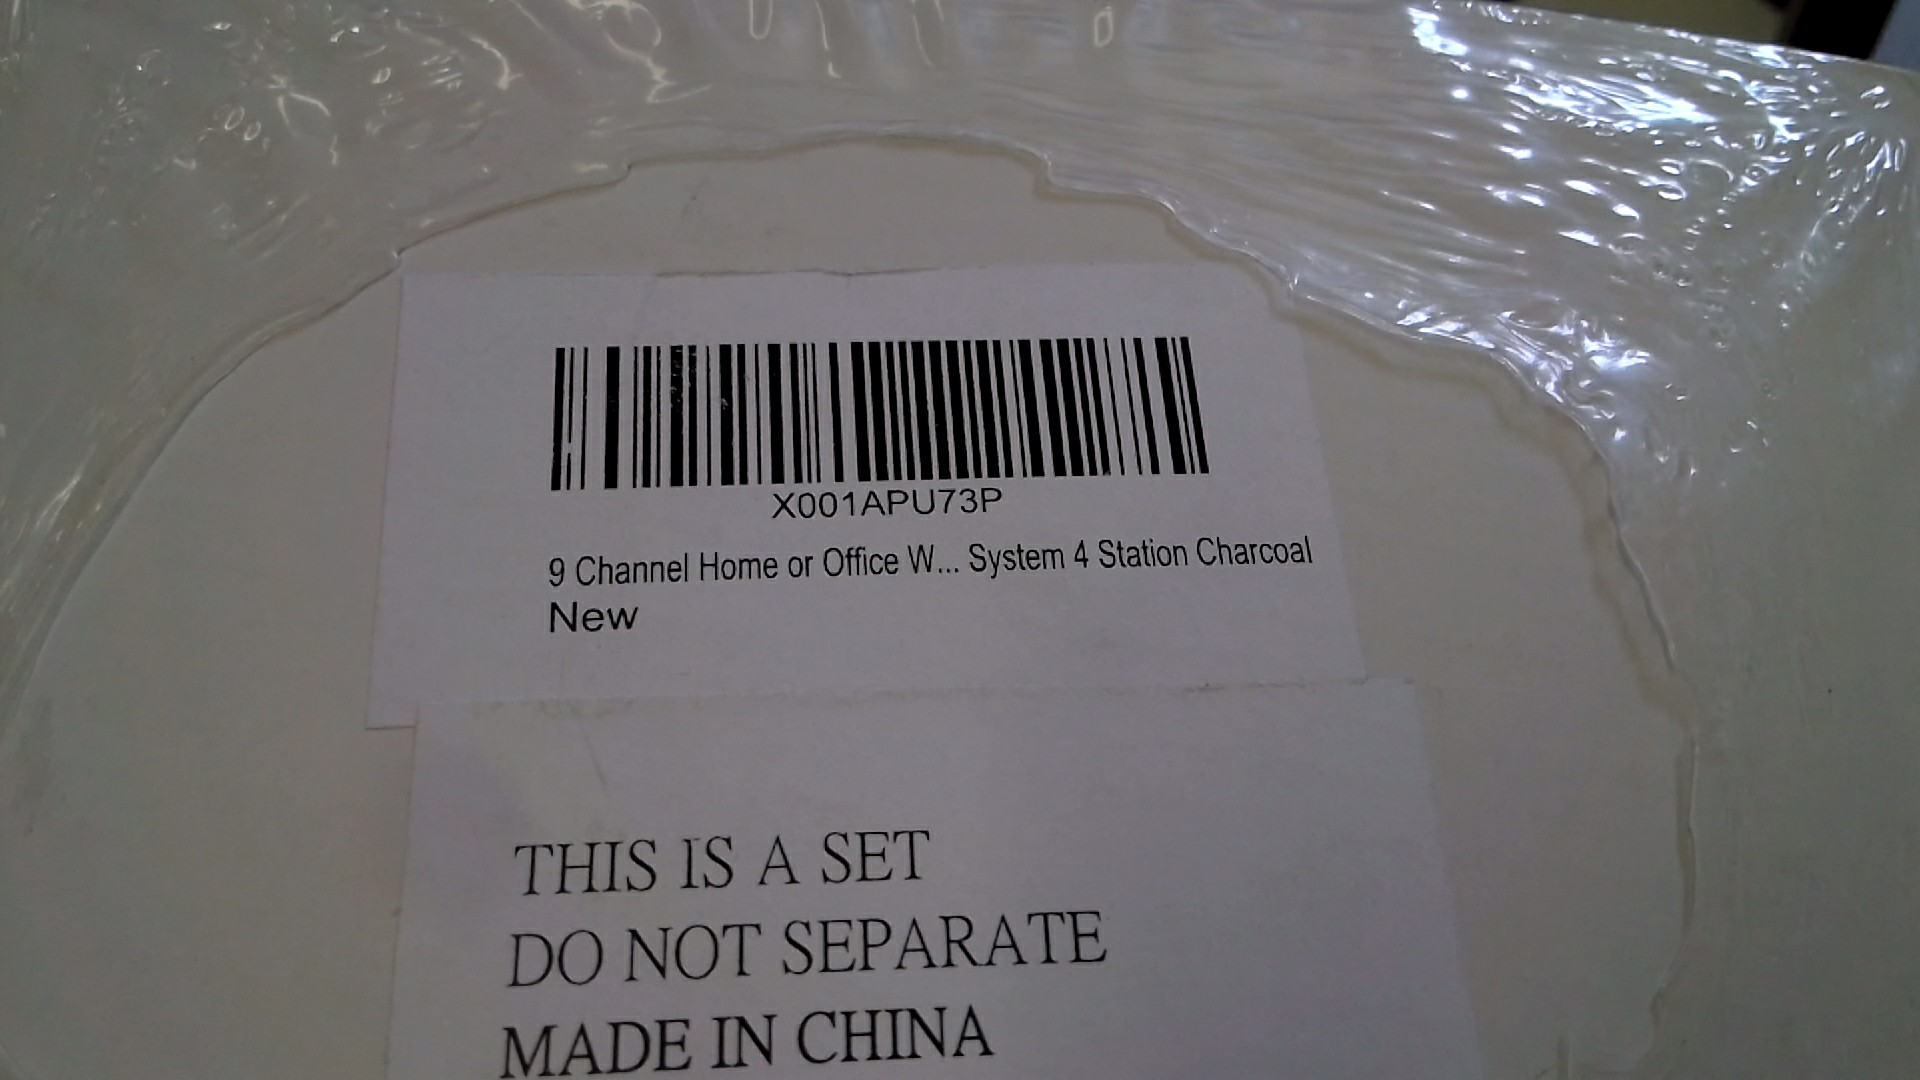 X001APU73P
9 Channel Home or Office W... System 4 Station Charcoal
New
THIS IS A SET
DO NOT SEPARATE
MADE IN CHINA